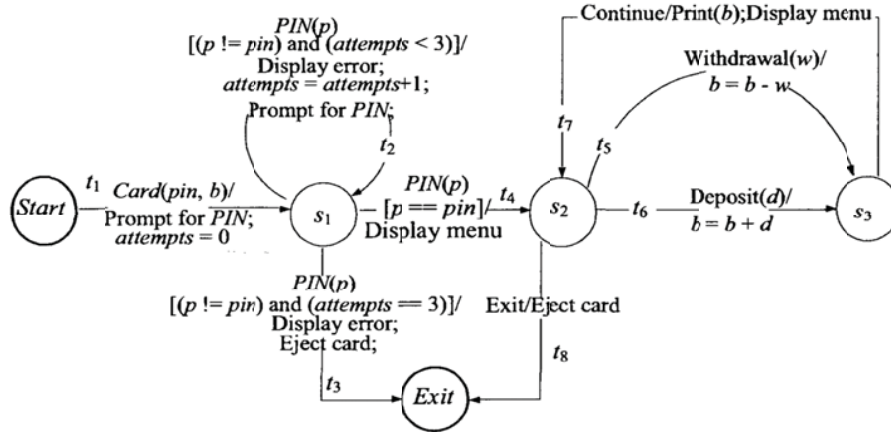 Continue/Print(b);Display menu
PIN(p)
[(p != pin) and (attempts < 3)]/
Display error;
attempts = attempts+1;
Prompt for PIN;
t2
Withdrawal(w)/
b = b - w
t7
t5
Start
t1
Card(pin, b)/
Prompt for PIN;
attempts = 0
s1
PIN(p)
[p == pin]/
Display menu
t4
s2
t6
Deposit(d)/
b = b + d
s3
PIN(p)
[(p != pin) and (attempts == 3)]/
Display error;
Eject card;
t3
Exit/Eject card
t8
Exit